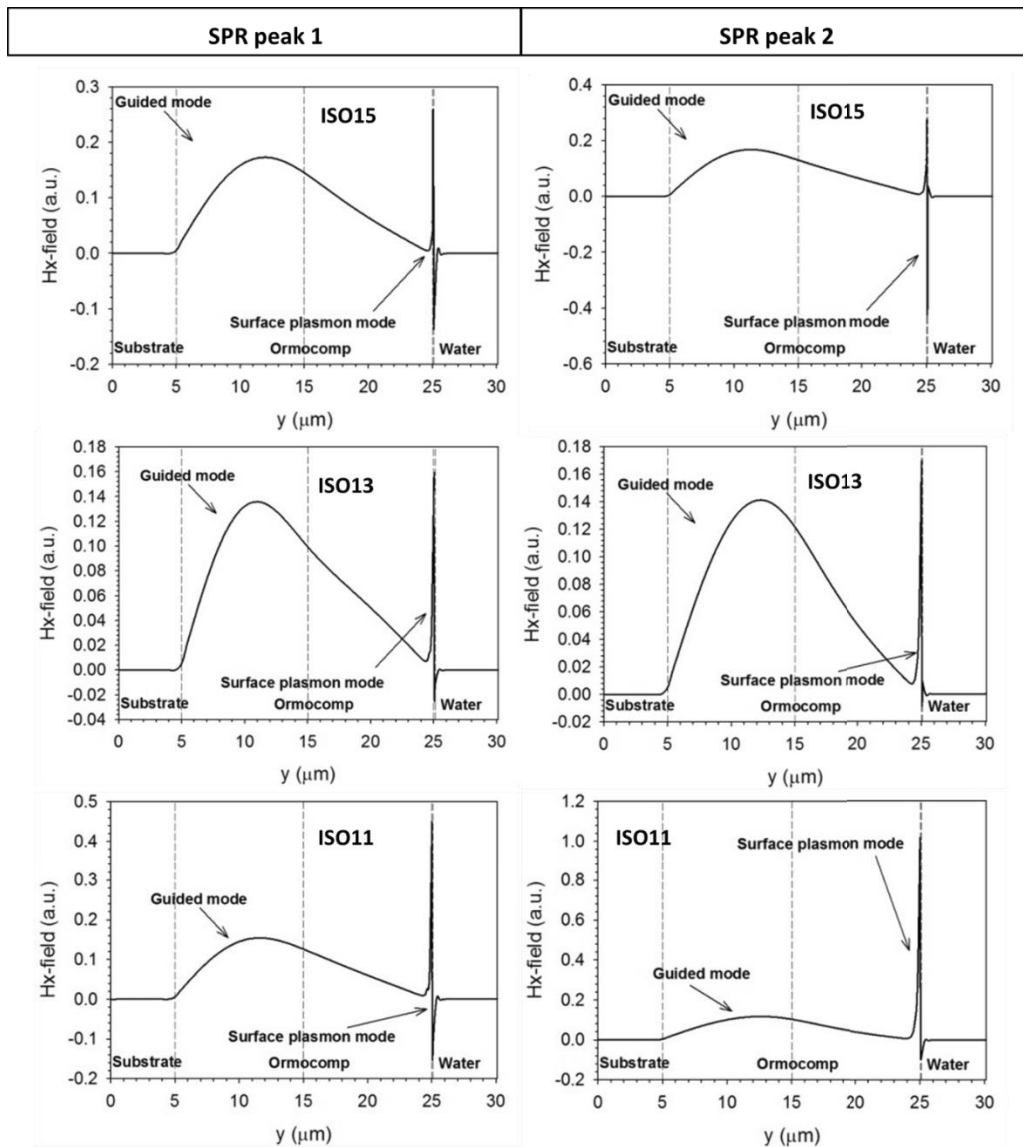 SPR peak 1
SPR peak 2
0.3
0.2
0.1
0.0
-0.1
-0.2
Hx-field (a.u.)
Guided mode
ISO15
Surface plasmon mode
Substrate Ormocomp Water
0 5 10 15 20 25 30
y (μm)
0.4
0.2
0.0
-0.2
-0.4
-0.6
Hx-field (a.u.)
Guided mode
ISO15
Surface plasmon mode
Substrate Ormocomp Water
0 5 10 15 20 25 30
y (μm)
0.18
0.16
0.14
0.12
0.10
0.08
0.06
0.04
0.02
0.00
-0.02
-0.04
Hx-field (a.u.)
Guided mode
ISO13
Surface plasmon mode
Substrate Ormocomp Water
0 5 10 15 20 25 30
y (μm)
0.18
0.16
0.14
0.12
0.10
0.08
0.06
0.04
0.02
0.00
-0.02
Hx-field (a.u.)
Guided mode
ISO13
Surface plasmon mode
Substrate Ormocomp Water
0 5 10 15 20 25 30
y (μm)
0.5
0.4
0.3
0.2
0.1
0.0
-0.1
-0.2
Hx-field (a.u.)
ISO11
Guided mode
Surface plasmon mode
Substrate Ormocomp Water
0 5 10 15 20 25 30
y (μm)
1.2
1.0
0.8
0.6
0.4
0.2
0.0
-0.2
Hx-field (a.u.)
ISO11
Surface plasmon mode
Guided mode
Substrate Ormocomp Water
0 5 10 15 20 25 30
y (μm)